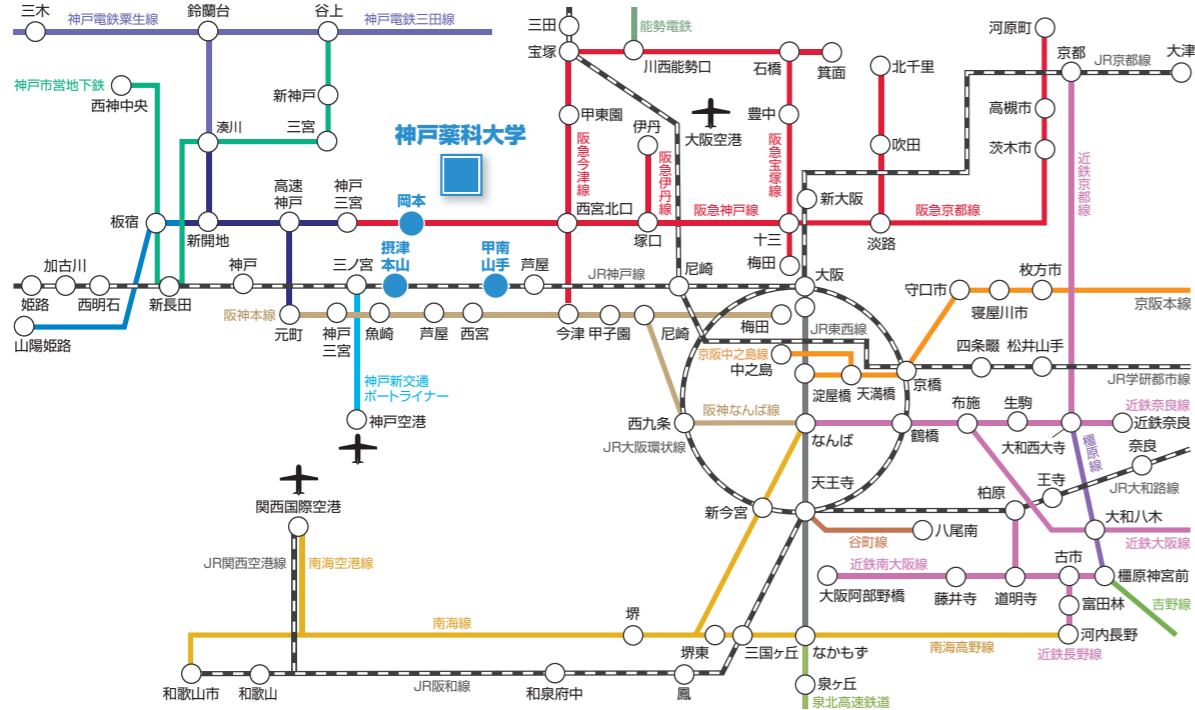 三木
神戸電鉄粟生線
鈴蘭台
谷上
神戸電鉄三田線
三田
能勢電鉄
河原町
宝塚
川西能勢口
石橋
箕面
北千里
京都
JR京都線
大津
神戸市営地下鉄
西神中央
新神戸
湊川
三宮
神戸薬科大学
甲東園
伊丹
大阪空港
豊中
吹田
高槻市
茨木市
阪急今津線
阪急伊丹線
阪急宝塚線
近鉄京都線
高速
神戸
神戸
三宮
岡本
新大阪
板宿
新開地
西宮北口
塚口
阪急神戸線
十三
淡路
阪急京都線
摂津
本山
甲南
山手
梅田
加古川
神戸
三ノ宮
芦屋
JR神戸線
尼崎
大阪
姫路
西明石
新長田
守口市
枚方市
寝屋川市
京阪本線
山陽姫路
阪神本線
元町
神戸
三宮
魚崎
芦屋
西宮
今津
甲子園
尼崎
梅田
JR東西線
京阪中之島線
中之島
淀屋橋
天満橋
京橋
四条畷
松井山手
JR学研都市線
神戸新交通
ポートライナー
神戸空港
阪神なんば線
西九条
JR大阪環状線
なんば
鶴橋
布施
生駒
大和西大寺
近鉄奈良線
近鉄奈良
橿原線
奈良
関西国際空港
新今宮
天王寺
柏原
王寺
JR大和路線
谷町線
八尾南
大和八木
近鉄大阪線
JR関西空港線
南海空港線
近鉄南大阪線
大阪阿部野橋
藤井寺
道明寺
古市
橿原神宮前
富田林
吉野線
南海線
堺
堺東
三国ヶ丘
なかもず
南海高野線
河内長野
近鉄長野線
和歌山市
和歌山
JR阪和線
和泉府中
鳳
泉ヶ丘
泉北高速鉄道